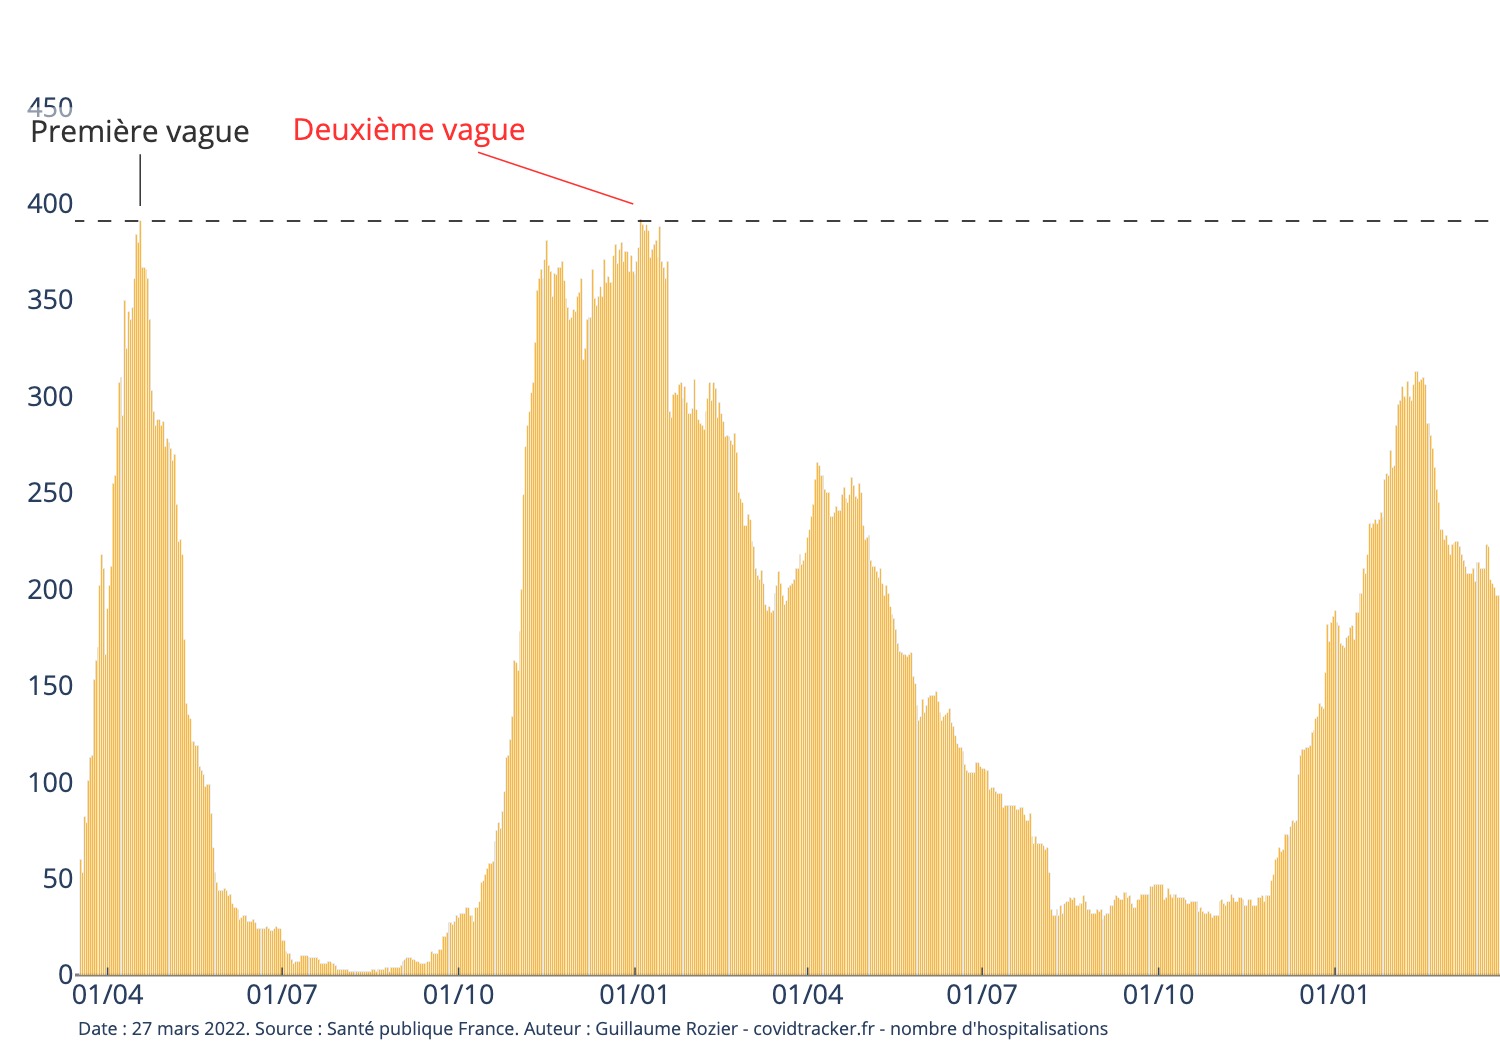 450
Première vague
Deuxième vague
400
350
300
250
200
150
100
50
0
01/04 01/07 01/10 01/01 01/04 01/07 01/10 01/01
Date : 27 mars 2022. Source : Santé publique France. Auteur : Guillaume Rozier - covidtracker.fr - nombre d'hospitalisations